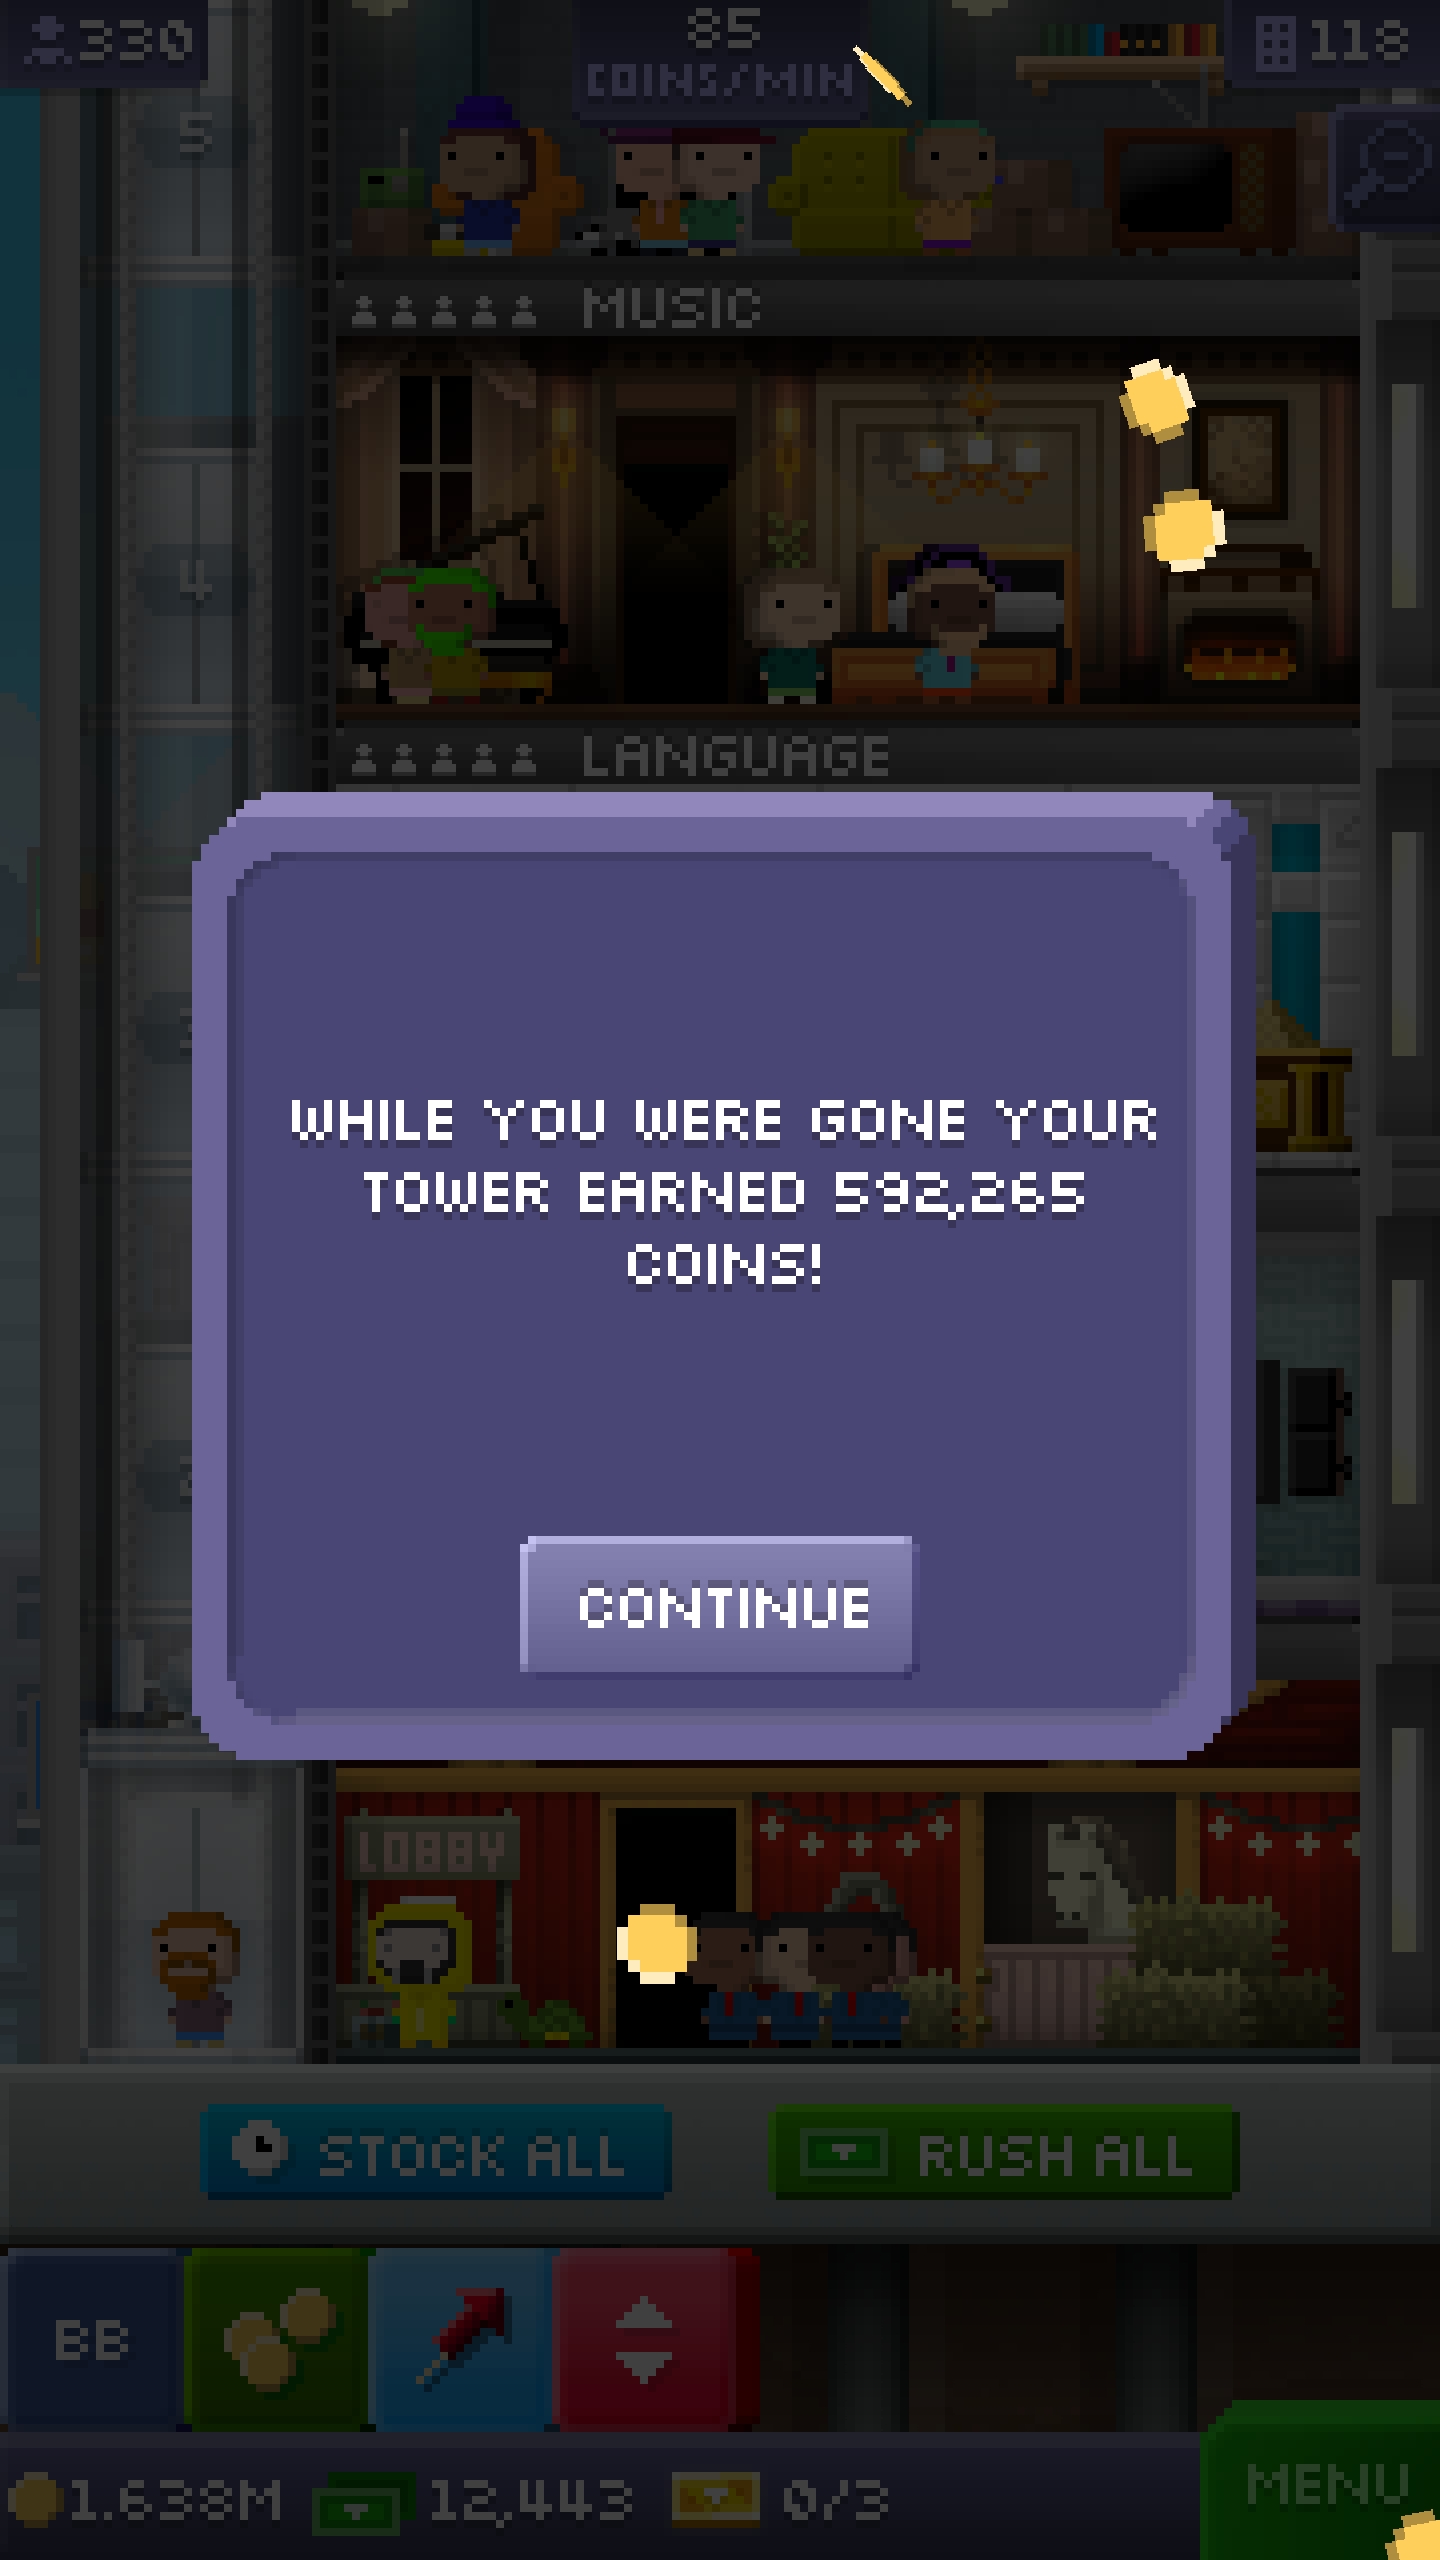 330
85
COINS/MIN
118
5
MUSIC
4
LANGUAGE
WHILE YOU WERE GONE YOUR
TOWER EARNED 592,265
COINS!
CONTINUE
LOBBY
STOCK ALL
RUSH ALL
BB
1.638M
12,443
0/3
MENU